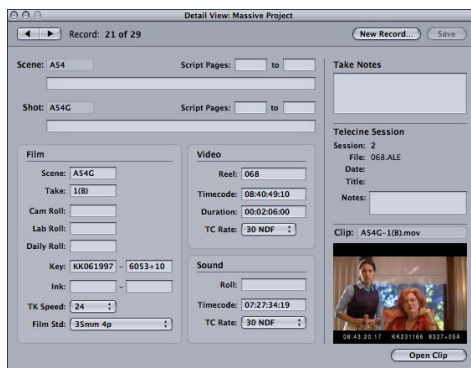 Detail View: Massive Project
Record: 21 of 29
New Record...
Save
Scene: A54
Script Pages: to
Shot: A54G
Script Pages: to
Film
Scene: A54G
Take: 1(B)
Cam Roll:
Lab Roll:
Daily Roll:
Key: KK061997 - 6053+10
Ink: -
TK Speed: 24
Film Std: 35mm 4p
Video
Reel: 068
Timecode: 08:40:49:10
Duration: 00:02:06:00
TC Rate: 30 NDF
Sound
Roll:
Timecode: 07:27:34:19
TC Rate: 30 NDF
Take Notes
Telecine Session
Session: 2
File: 068.ALE
Date:
Title:
Notes:
Clip: A54G-1(B).mov
08:43:20:17 KK231166 8327+05A
Open Clip